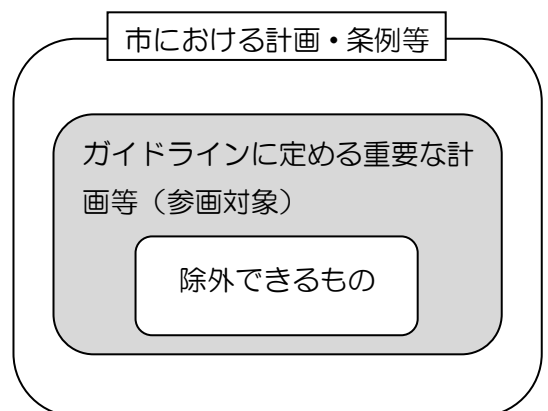 市における計画・条例等
ガイドラインに定める重要な計
画等（参画対象）
除外できるもの